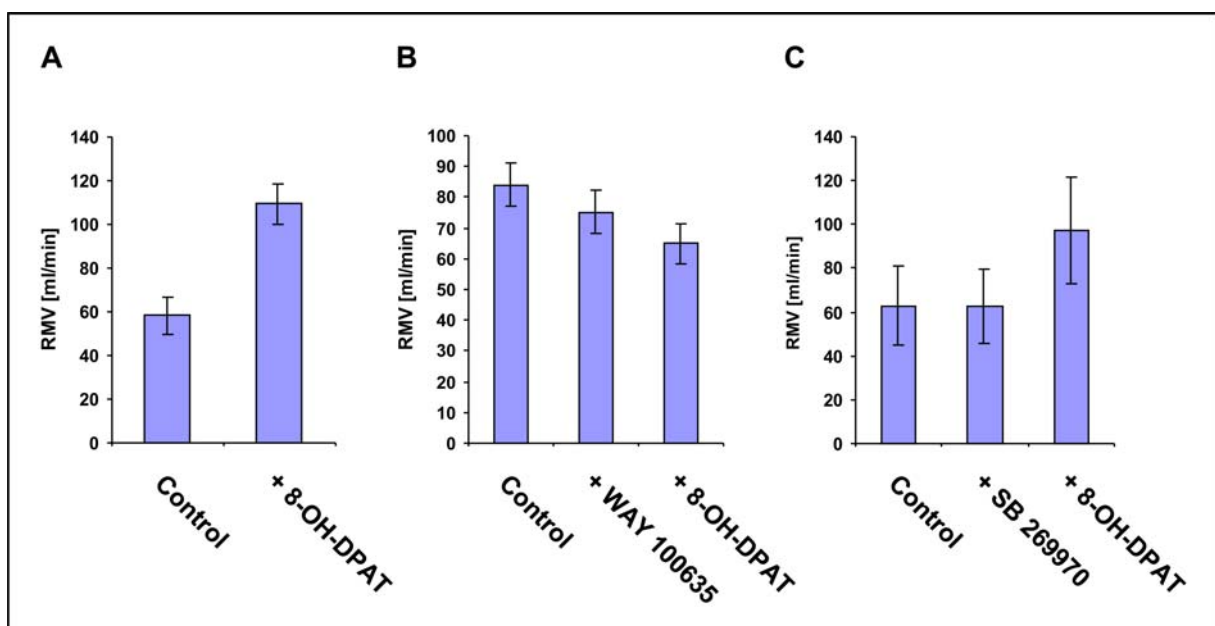 A
B
C
RMV [ml/min]
140
120
100
80
60
40
20
0
Control
+ 8-OH-DPAT
RMV [ml/min]
100
90
80
70
60
50
40
30
20
10
0
Control
+ WAY 100635
+ 8-OH-DPAT
RMV [ml/min]
140
120
100
80
60
40
20
0
Control
+ SB 269970
+ 8-OH-DPAT